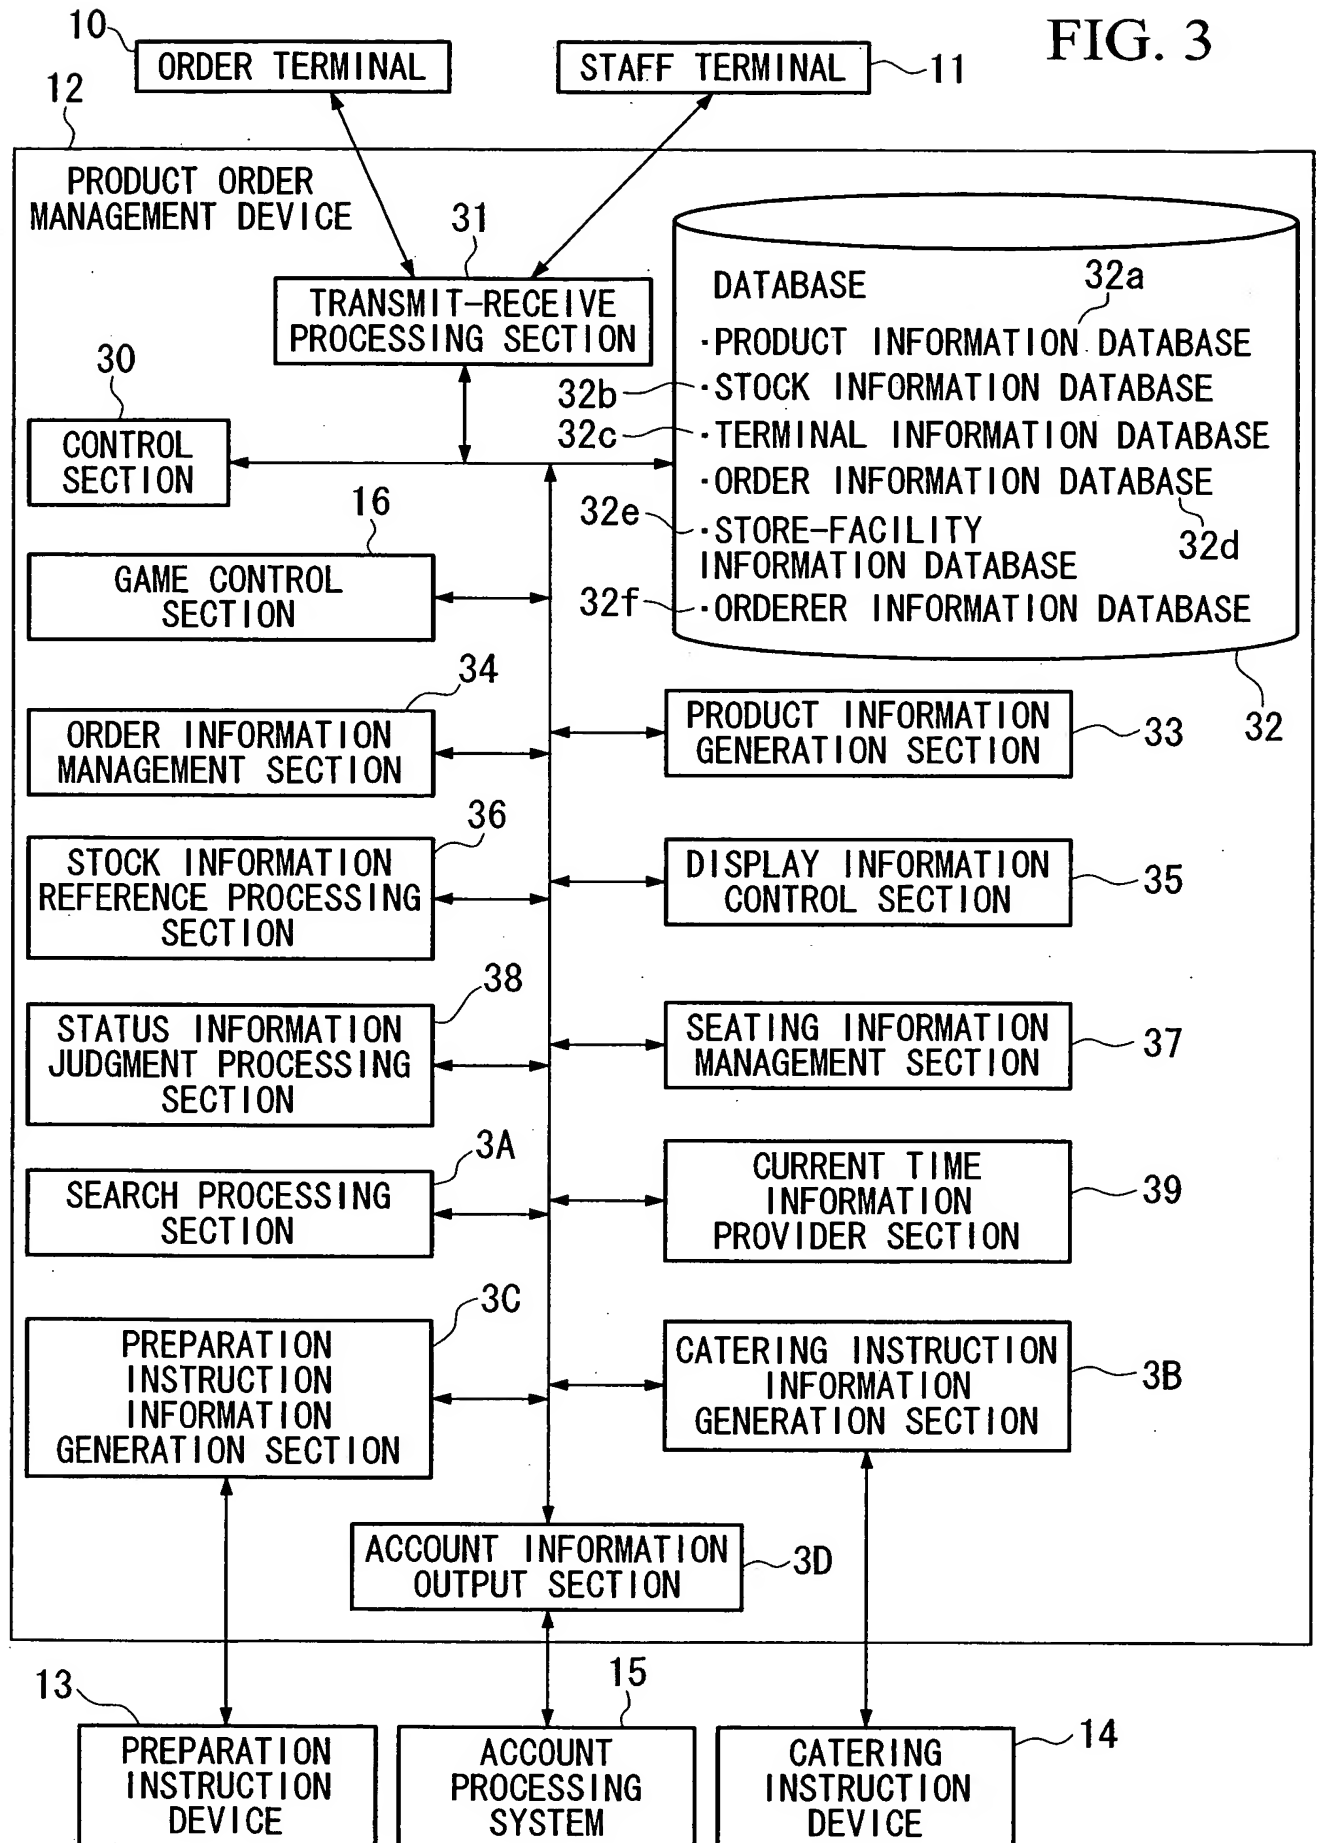 FIG. 3
10
ORDER TERMINAL
STAFF TERMINAL
11
12
PRODUCT ORDER
MANAGEMENT DEVICE
31
TRANSMIT-RECEIVE
PROCESSING SECTION
30
CONTROL
SECTION
DATABASE
32a
·PRODUCT INFORMATION DATABASE
32b
·STOCK INFORMATION DATABASE
32c
·TERMINAL INFORMATION DATABASE
·ORDER INFORMATION DATABASE
32d
32e
·STORE-FACILITY
INFORMATION DATABASE
32f
·ORDERER INFORMATION DATABASE
32
16
GAME CONTROL
SECTION
34
ORDER INFORMATION
MANAGEMENT SECTION
PRODUCT INFORMATION
GENERATION SECTION
33
36
STOCK INFORMATION
REFERENCE PROCESSING
SECTION
DISPLAY INFORMATION
CONTROL SECTION
35
38
STATUS INFORMATION
JUDGMENT PROCESSING
SECTION
SEATING INFORMATION
MANAGEMENT SECTION
37
3A
SEARCH PROCESSING
SECTION
CURRENT TIME
INFORMATION
PROVIDER SECTION
39
3C
PREPARATION
INSTRUCTION
INFORMATION
GENERATION SECTION
CATERING INSTRUCTION
INFORMATION
GENERATION SECTION
3B
ACCOUNT INFORMATION
OUTPUT SECTION
3D
13
PREPARATION
INSTRUCTION
DEVICE
15
ACCOUNT
PROCESSING
SYSTEM
14
CATERING
INSTRUCTION
DEVICE